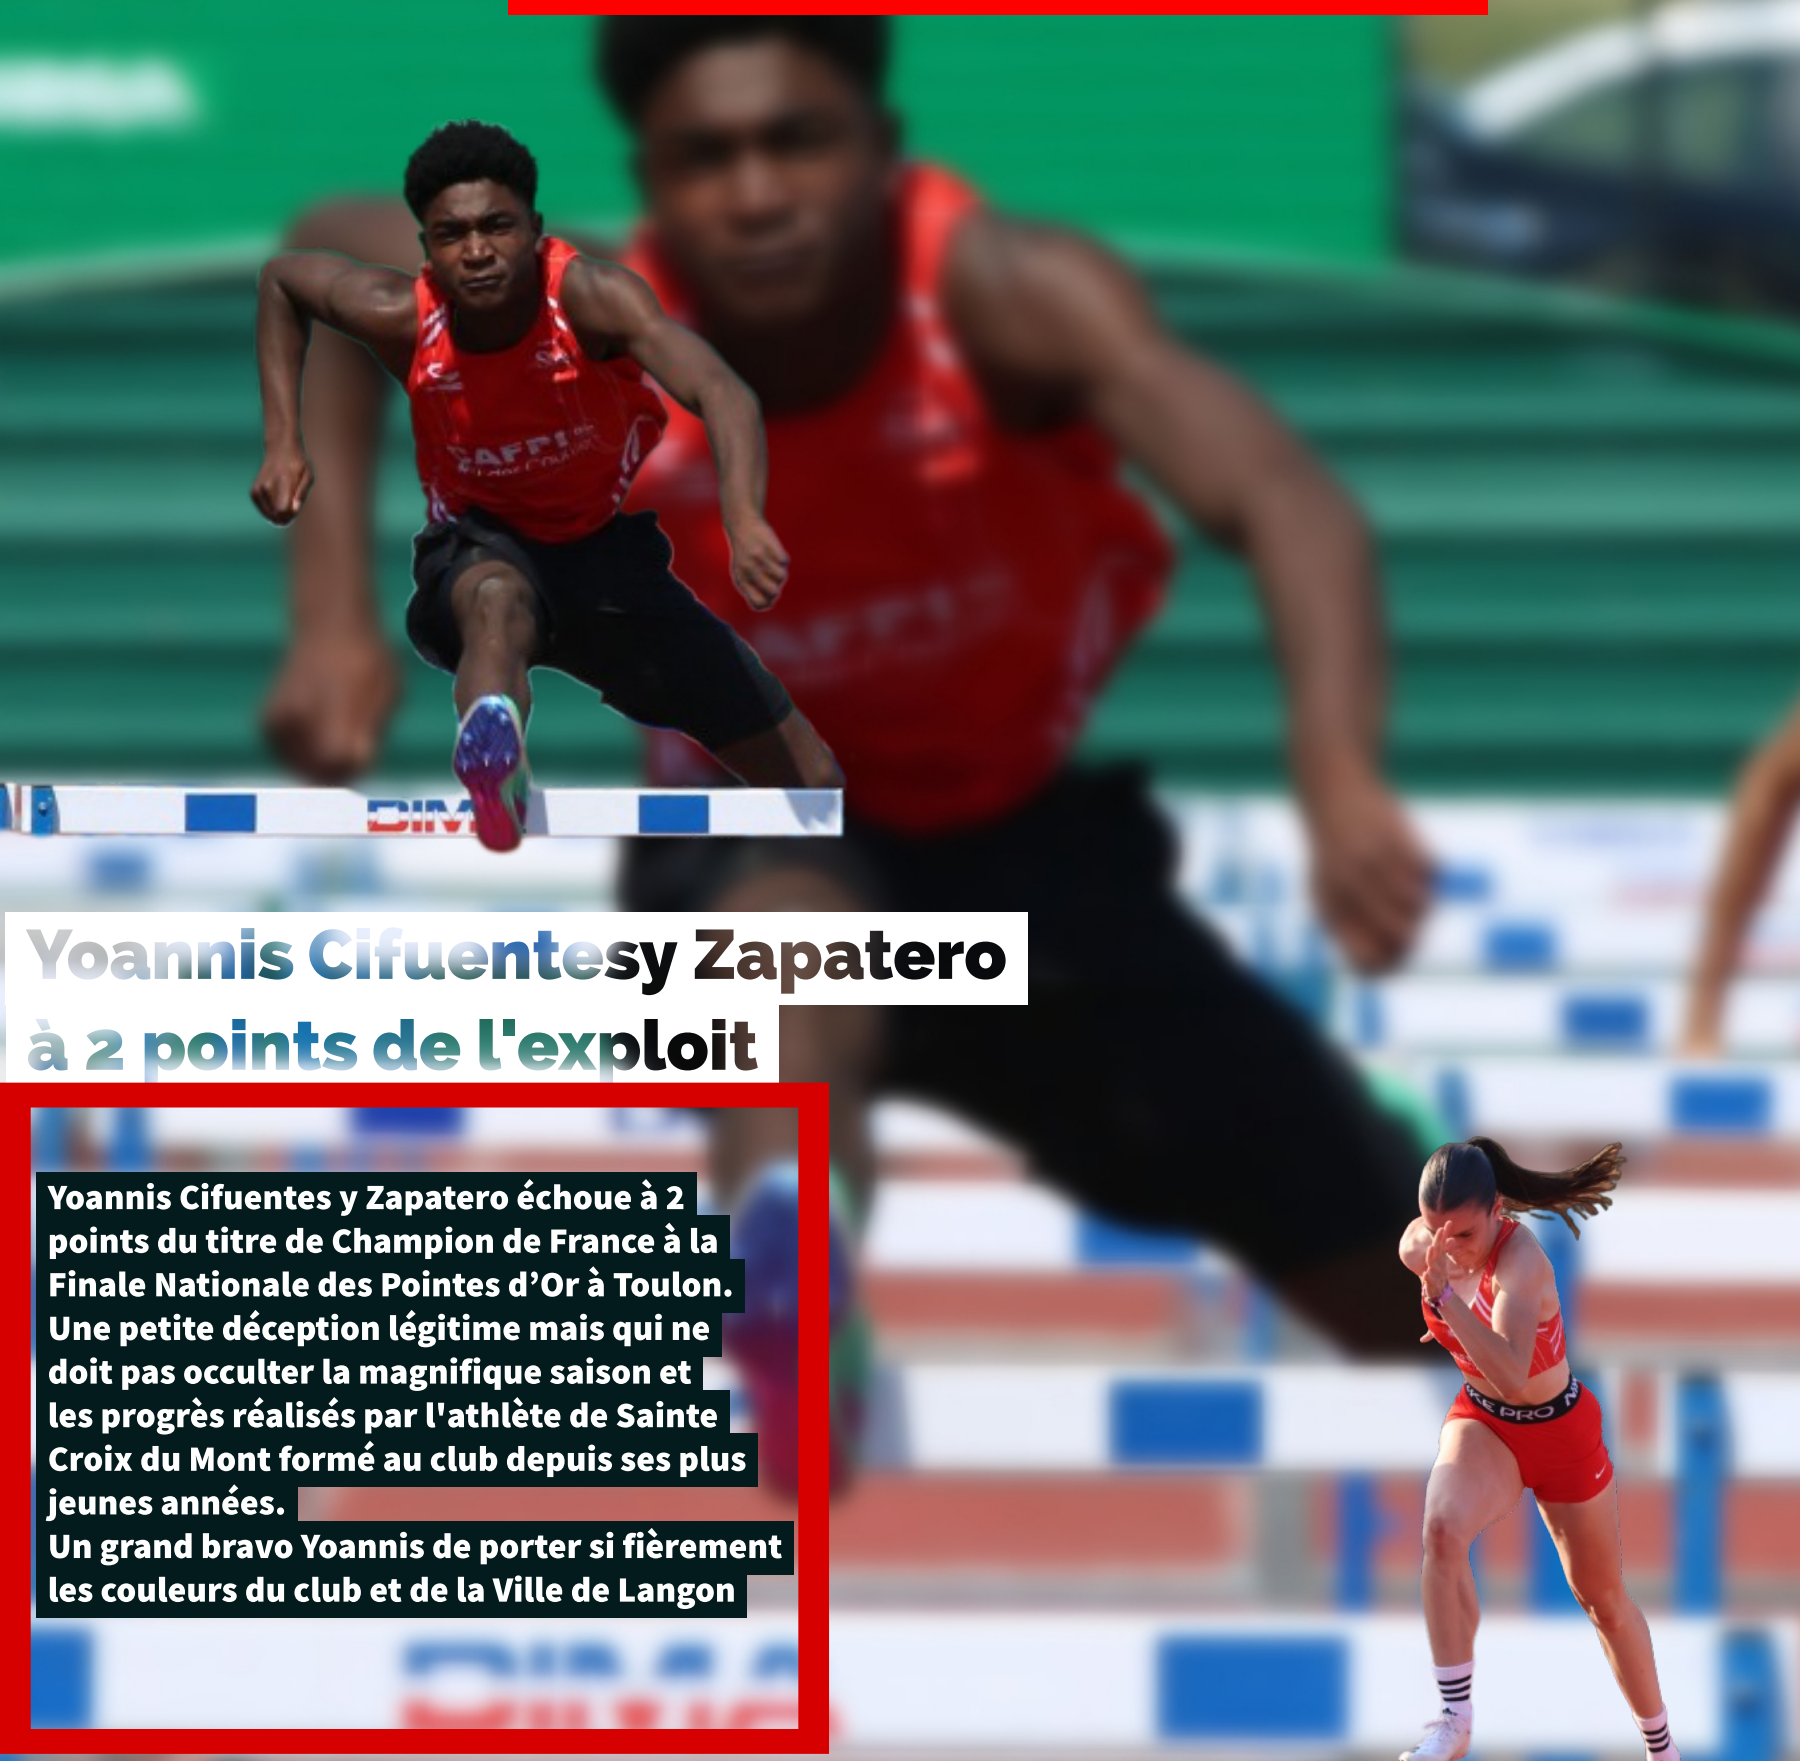 Yoannis Cifuentesy Zapatero
à 2 points de l'exploit
Yoannis Cifuentes y Zapatero échoue à 2
points du titre de Champion de France à la
Finale Nationale des Pointes d’Or à Toulon.
Une petite déception légitime mais qui ne
doit pas occulter la magnifique saison et
les progrès réalisés par l'athlète de Sainte
Croix du Mont formé au club depuis ses plus
jeunes années.
Un grand bravo Yoannis de porter si fièrement
les couleurs du club et de la Ville de Langon
PRO